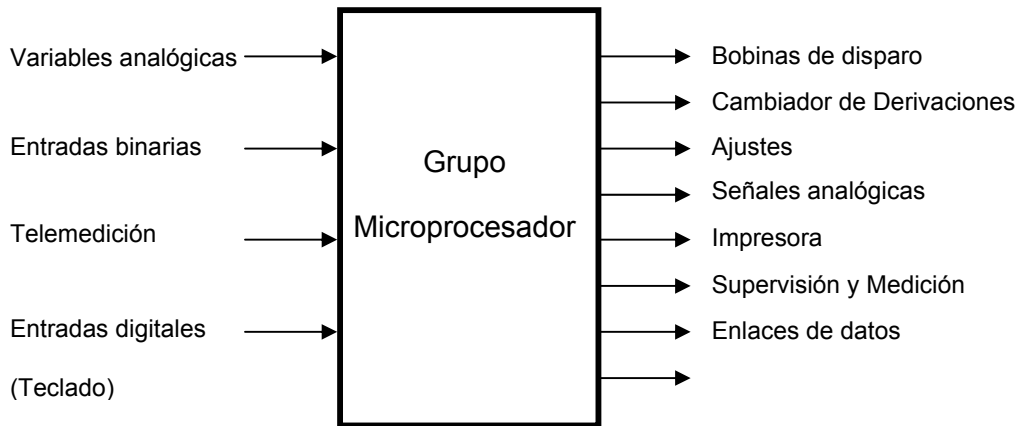 Variables analógicas
Entradas binarias
Telemedición
Entradas digitales
(Teclado)
Grupo
Microprocesador
Bobinas de disparo
Cambiador de Derivaciones
Ajustes
Señales analógicas
Impresora
Supervisión y Medición
Enlaces de datos